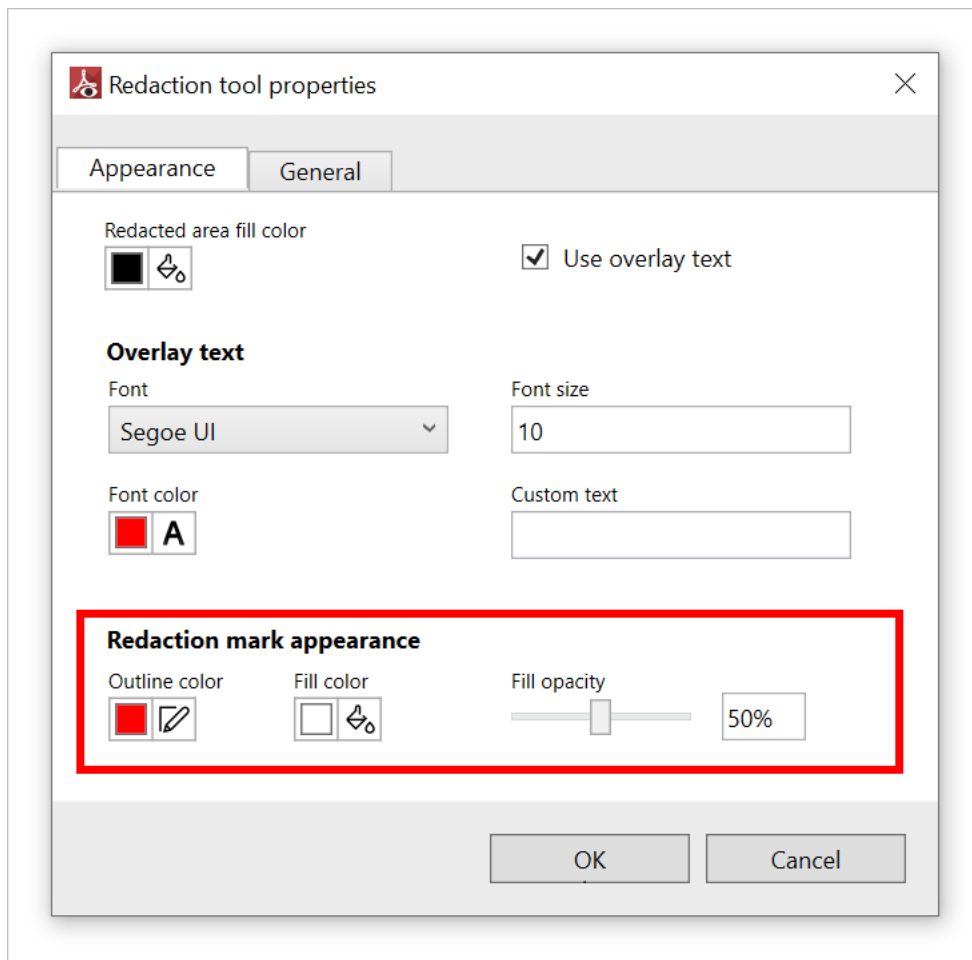 Redaction tool properties
Appearance
General
Redacted area fill color
Use overlay text
Overlay text
Font
Font size
Segoe UI
10
Font color
Custom text
A
Redaction mark appearance
Outline color
Fill color
Fill opacity
50%
OK
Cancel